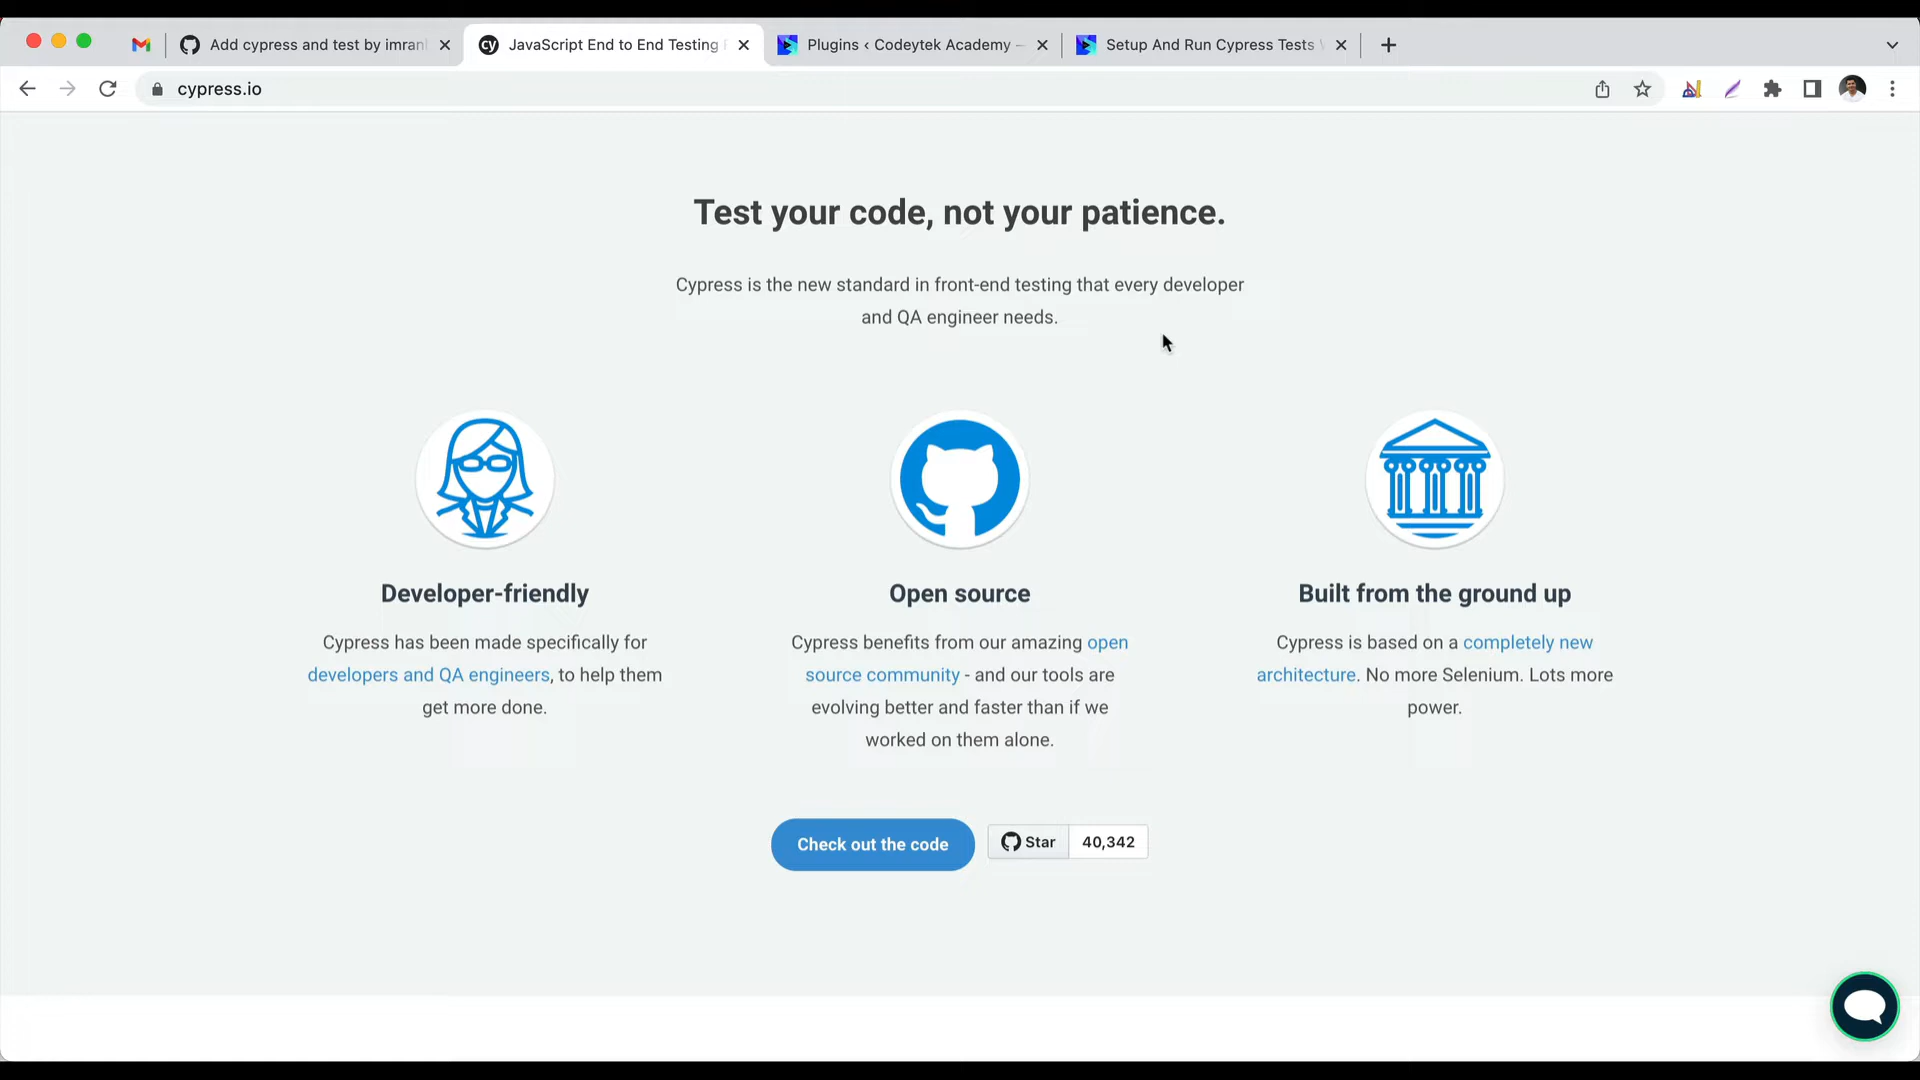 Add cypress and test by imran
JavaScript End to End Testing
Plugins ‹ Codeytek Academy –
Setup And Run Cypress Tests
cypress.io
Test your code, not your patience.
Cypress is the new standard in front-end testing that every developer
and QA engineer needs.
Developer-friendly
Cypress has been made specifically for
developers and QA engineers, to help them
get more done.
Open source
Cypress benefits from our amazing open
source community - and our tools are
evolving better and faster than if we
worked on them alone.
Built from the ground up
Cypress is based on a completely new
architecture. No more Selenium. Lots more
power.
Check out the code
Star 40,342